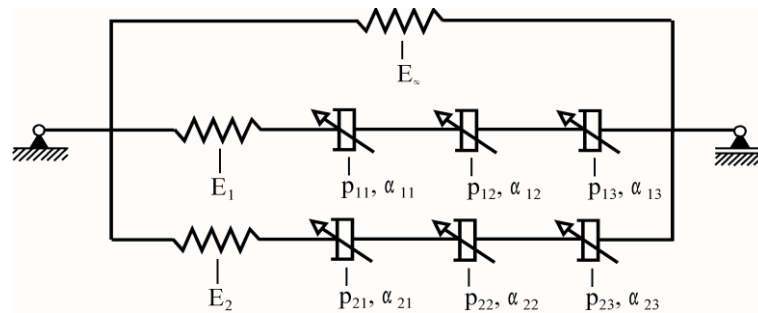 E∞
E₁
p₁₁, α₁₁ p₁₂, α₁₂ p₁₃, α₁₃
E₂
p₂₁, α₂₁ p₂₂, α₂₂ p₂₃, α₂₃